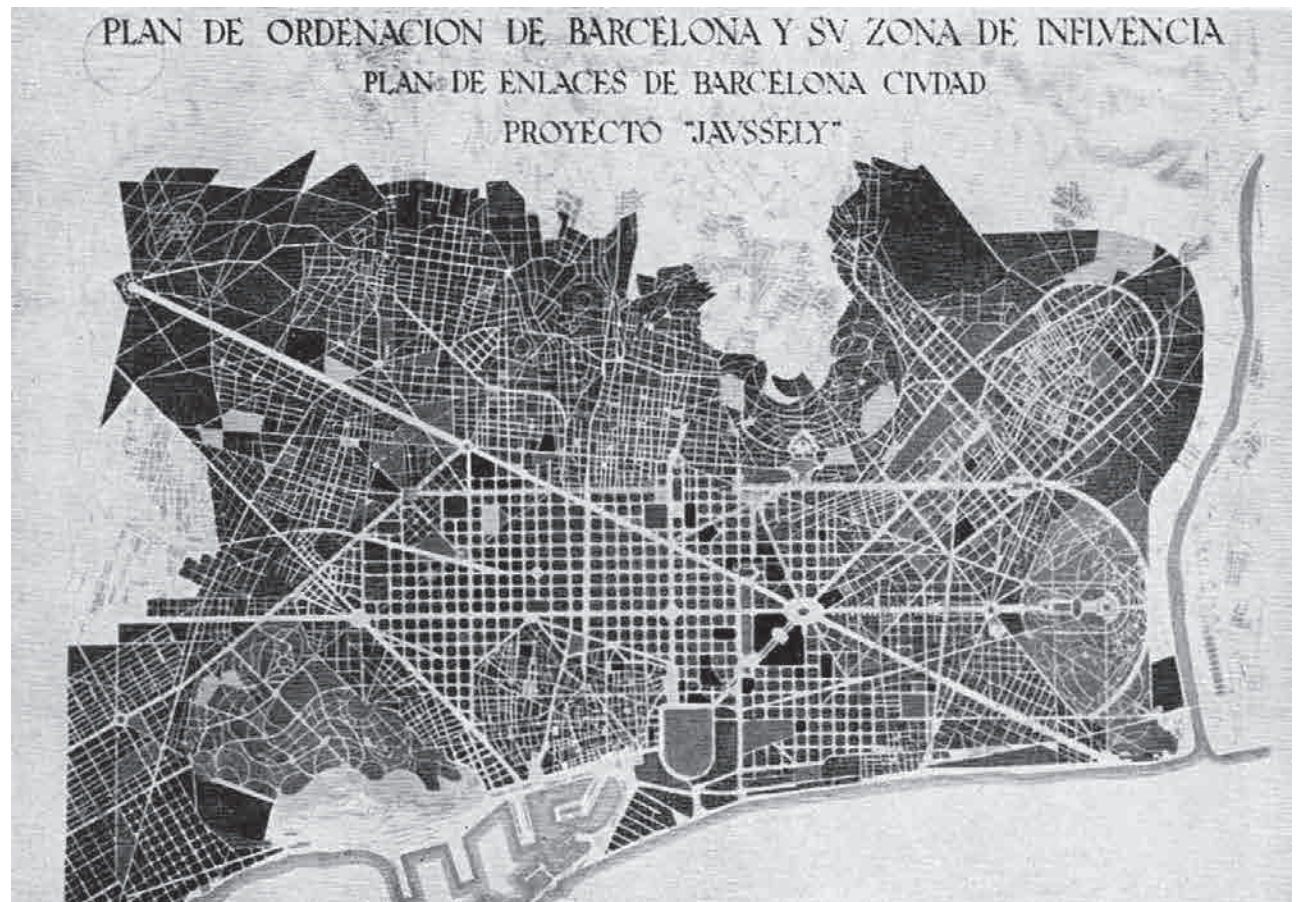 PLAN DE ORDENACION DE BARCELONA Y SV ZONA DE INFLVENCIA
PLAN DE ENLACES DE BARCELONA CIVDAD
PROYECTO "JAVSSELY"